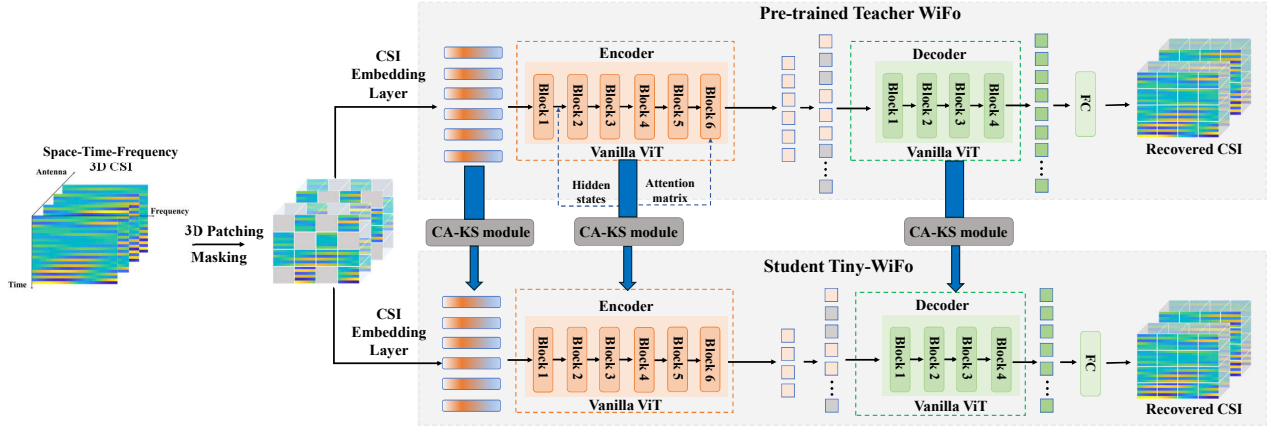 Pre-trained Teacher WiFo
CSI
Embedding
Layer
Encoder
Block 1
Block 2
Block 3
Block 4
Block 5
Block 6
Vanilla ViT
Decoder
Block 1
Block 2
Block 3
Block 4
Vanilla ViT
FC
Recovered CSI
Space-Time-Frequency
3D CSI
Antenna
Frequency
Time
3D Patching
Masking
Hidden
states
Attention
matrix
CA-KS module
CA-KS module
CA-KS module
Student Tiny-WiFo
CSI
Embedding
Layer
Encoder
Block 1
Block 2
Block 3
Block 4
Block 5
Block 6
Vanilla ViT
Decoder
Block 1
Block 2
Block 3
Block 4
Vanilla ViT
FC
Recovered CSI